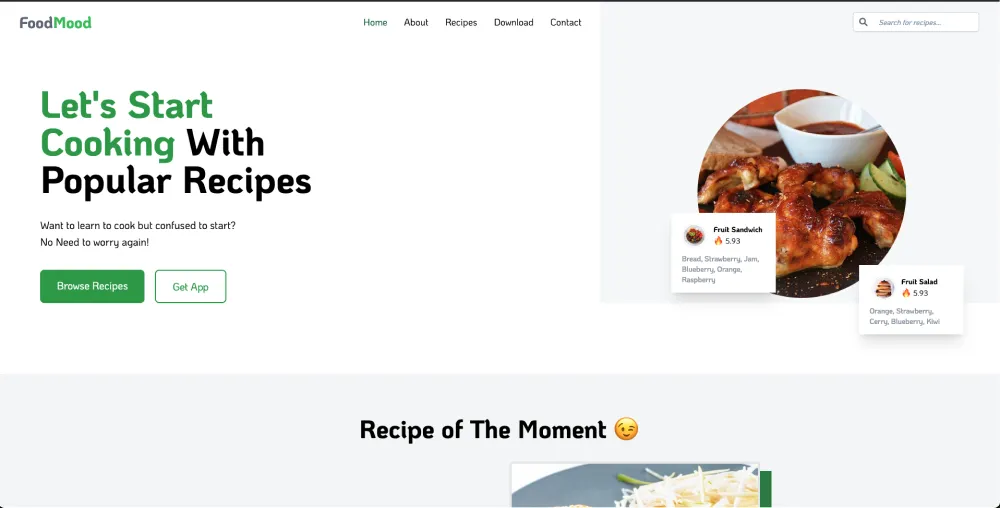 FoodMood
Home About Recipes Download Contact
Search for recipes...
Let's Start
Cooking With
Popular Recipes
Want to learn to cook but confused to start?
No Need to worry again!
Browse Recipes
Get App
Fruit Sandwich
🔥 5.93
Bread, Strawberry, Jam,
Blueberry, Orange,
Raspberry
Fruit Salad
🔥 5.93
Orange, Strawberry,
Cerry, Blueberry, Kiwi
Recipe of The Moment 😉